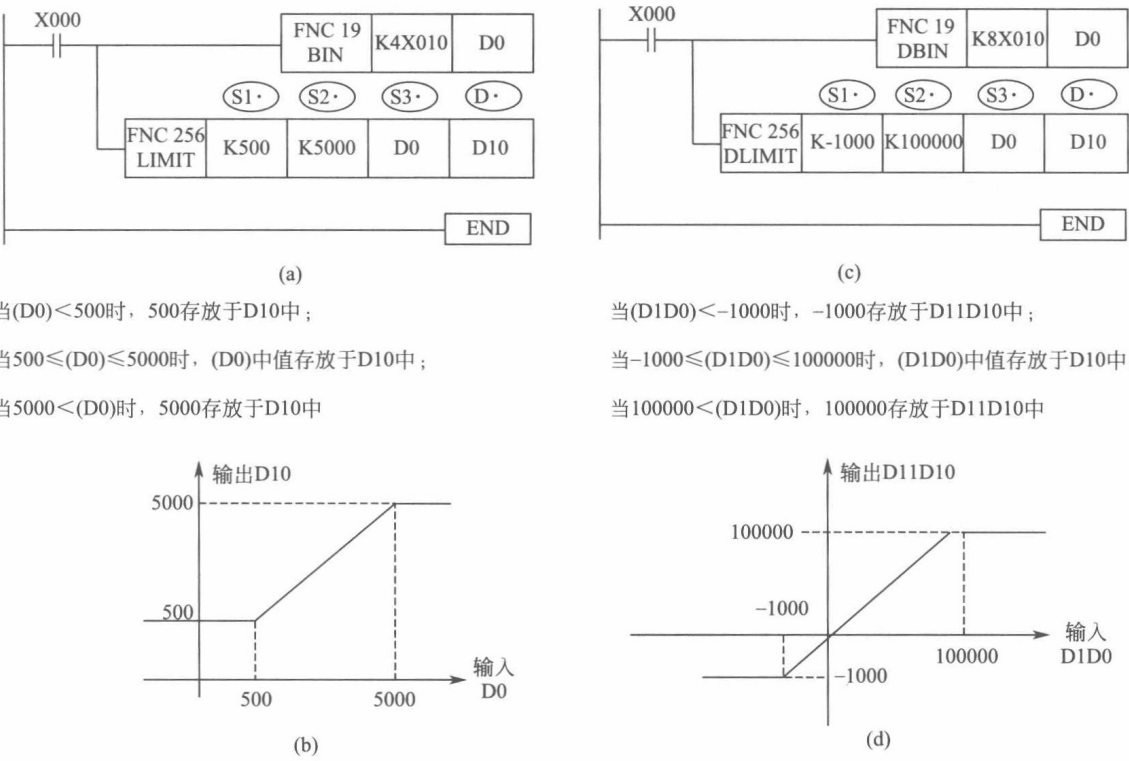 X000
FNC 19
BIN
K4X010
D0
S1·
S2·
S3·
D·
FNC 256
LIMIT
K500
K5000
D0
D10
END
(a)
当(D0)<500时，500存放于D10中；
当500≤(D0)≤5000时，(D0)中值存放于D10中；
当5000<(D0)时，5000存放于D10中
输出D10
5000
500
500
5000
输入
D0
(b)
X000
FNC 19
DBIN
K8X010
D0
S1·
S2·
S3·
D·
FNC 256
DLIMIT
K-1000
K100000
D0
D10
END
(c)
当(D1D0)<–1000时，–1000存放于D11D10中；
当–1000≤(D1D0)≤100000时，(D1D0)中值存放于D10中
当100000<(D1D0)时，100000存放于D11D10中
输出D11D10
100000
–1000
–1000
100000
输入
D1D0
(d)